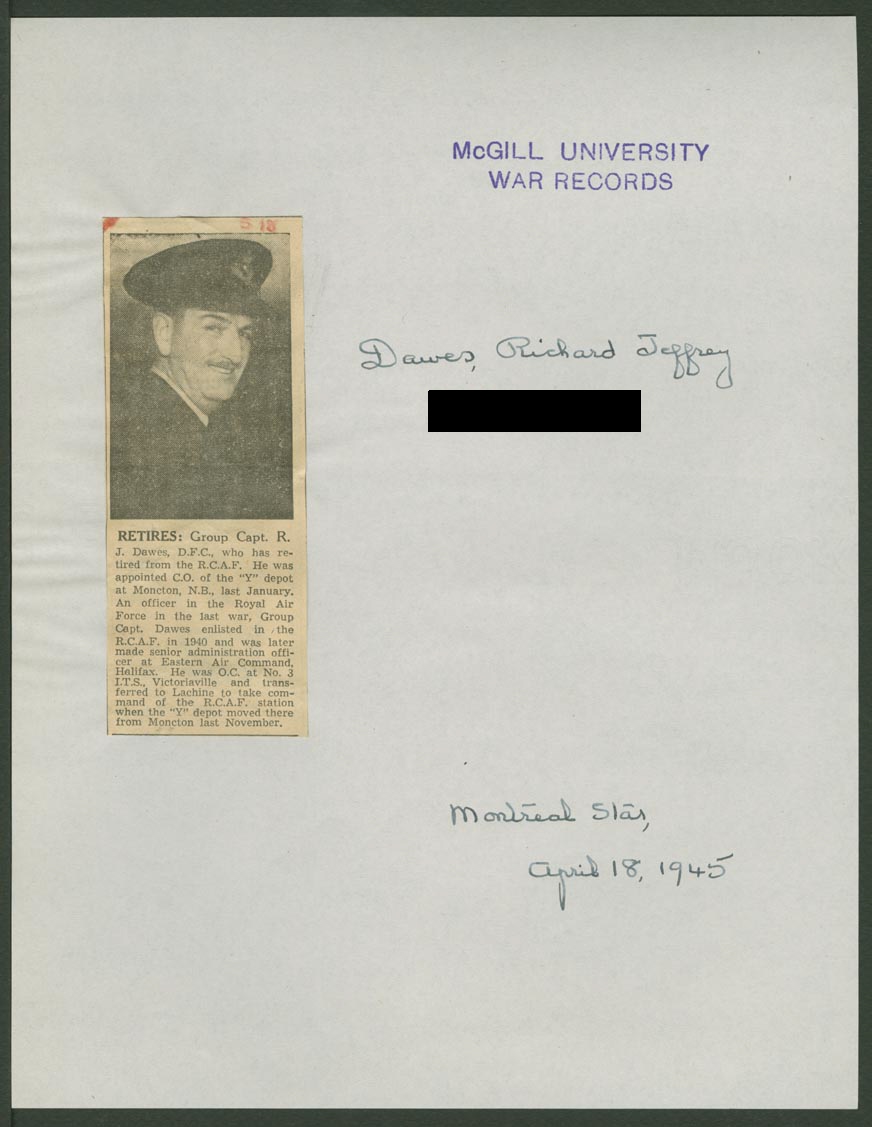 McGILL UNIVERSITY
WAR RECORDS
S 18
Dawes, Richard Jeffrey
RETIRES: Group Capt. R.
J. Dawes, D.F.C., who has re-
tired from the R.C.A.F. He was
appointed C.O. of the "Y" depot
at Moncton, N.B., last January.
An officer in the Royal Air
Force in the last war, Group
Capt. Dawes enlisted in the
R.C.A.F. in 1940 and was later
made senior administration offi-
cer at Eastern Air Command,
Halifax. He was O.C. at No. 3
I.T.S., Victoriaville and trans-
ferred to Lachine to take com-
mand of the R.C.A.F. station
when the "Y" depot moved there
from Moncton last November.
Montreal Star,
April 18, 1945